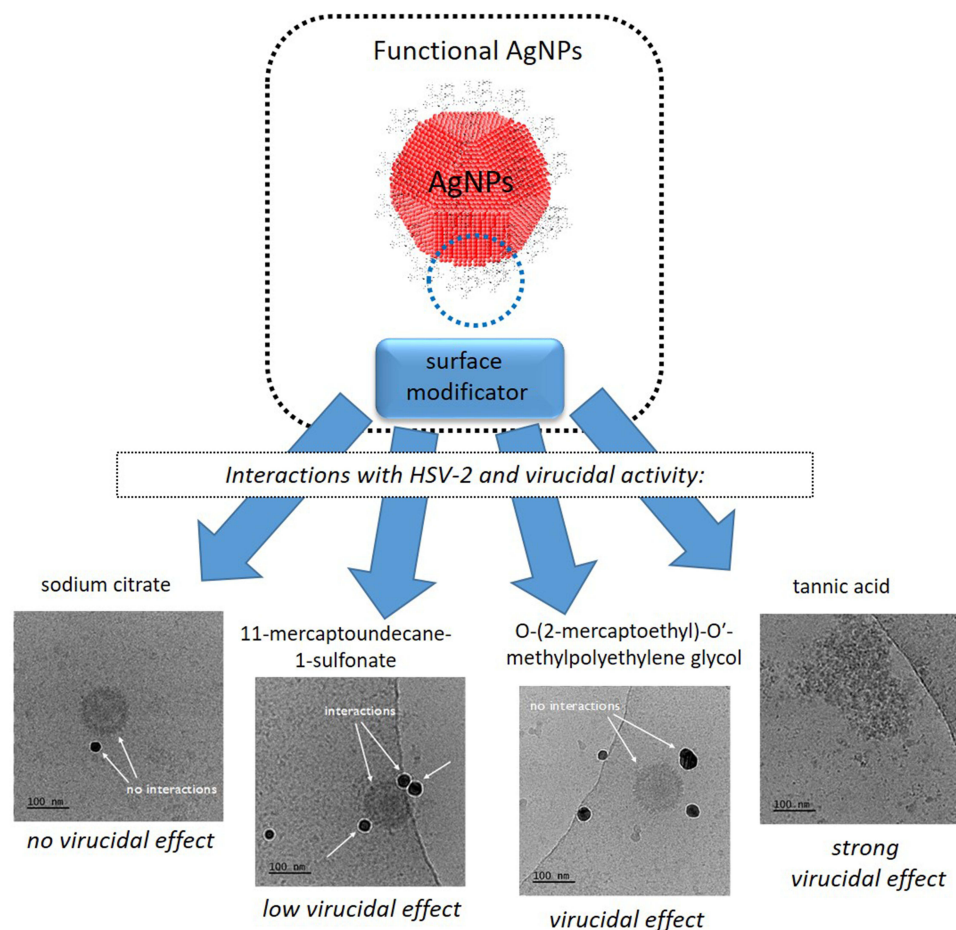 Functional AgNPs
AgNPs
surface
modificator
Interactions with HSV-2 and virucidal activity:
sodium citrate
no interactions
100 nm
no virucidal effect
11-mercaptoundecane-
1-sulfonate
interactions
100 nm
low virucidal effect
O-(2-mercaptoethyl)-O′-
methylpolyethylene glycol
no interactions
100 nm
virucidal effect
tannic acid
100 nm
strong
virucidal effect